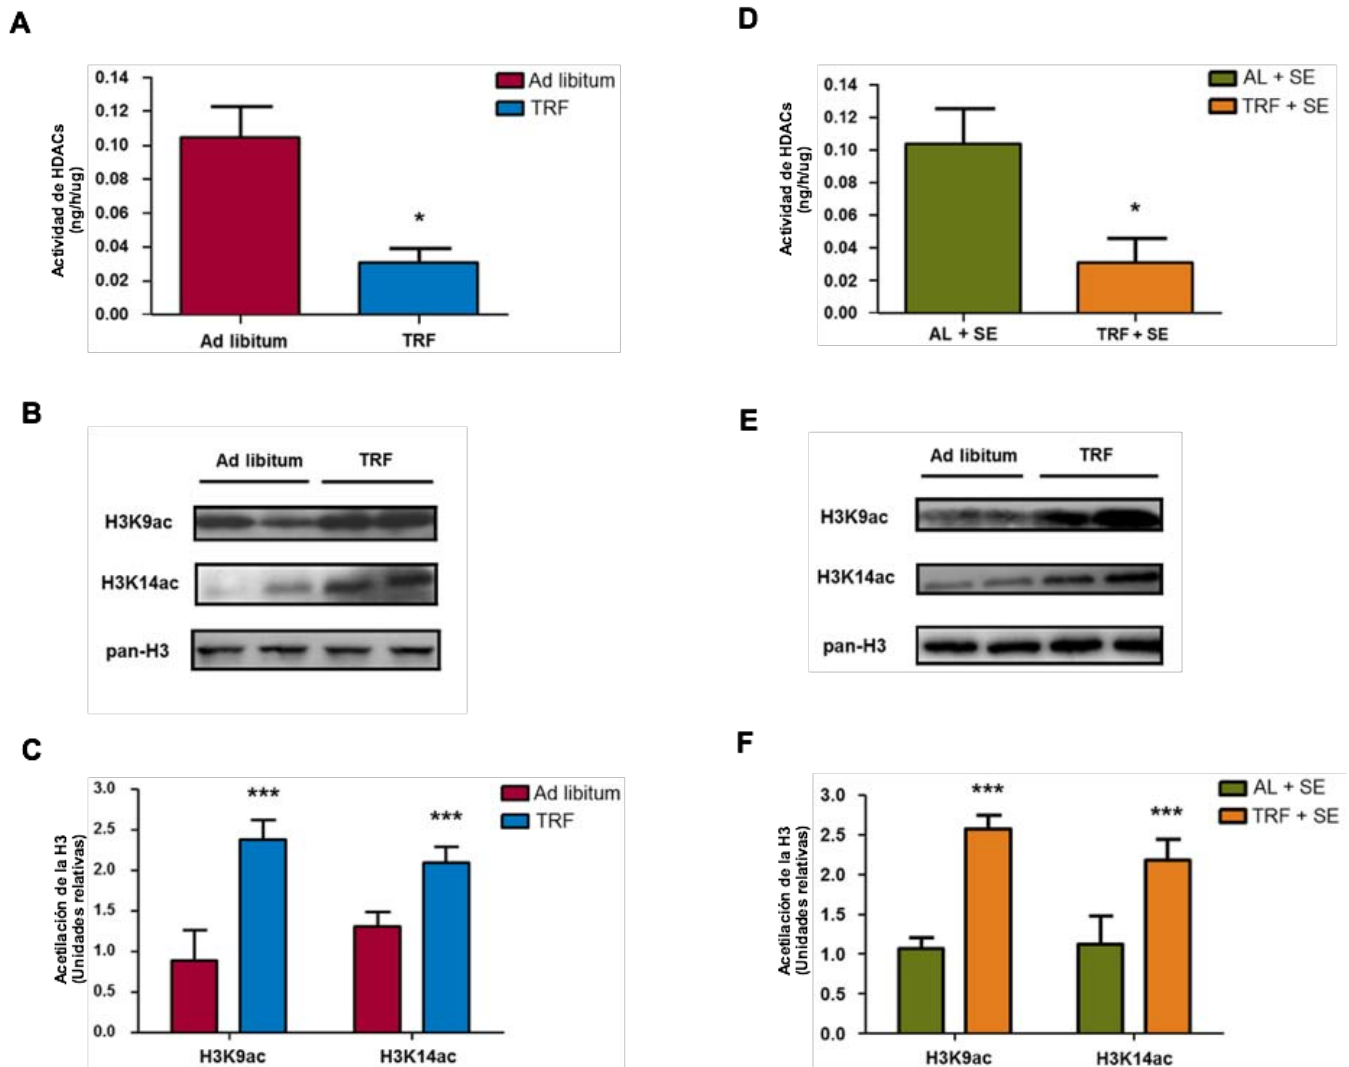 A
0.14
0.12
0.10
0.08
0.06
0.04
0.02
0.00
Actividad de HDACs
(ng/h/ug)
Ad libitum
TRF
*
Ad libitum
TRF
D
0.14
0.12
0.10
0.08
0.06
0.04
0.02
0.00
Actividad de HDACs
(ng/h/ug)
AL + SE
TRF + SE
*
AL + SE
TRF + SE
B
Ad libitum TRF
H3K9ac
H3K14ac
pan-H3
E
Ad libitum TRF
H3K9ac
H3K14ac
pan-H3
C
3.0
2.5
2.0
1.5
1.0
0.5
0.0
Acetilación de la H3
(Unidades relativas)
Ad libitum
TRF
***
***
H3K9ac
H3K14ac
F
3.0
2.5
2.0
1.5
1.0
0.5
0.0
Acetilación de la H3
(Unidades relativas)
AL + SE
TRF + SE
***
***
H3K9ac
H3K14ac